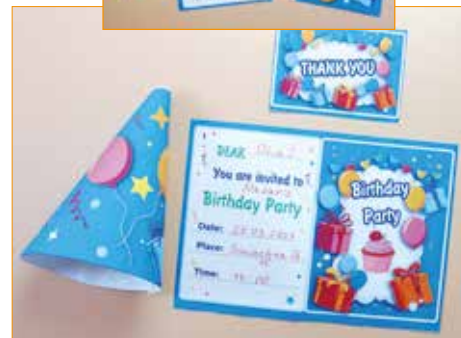 THANK YOU
DEAR
You are invited to
Birthday Party
Date:
Place:
Time:
Birthday
Party